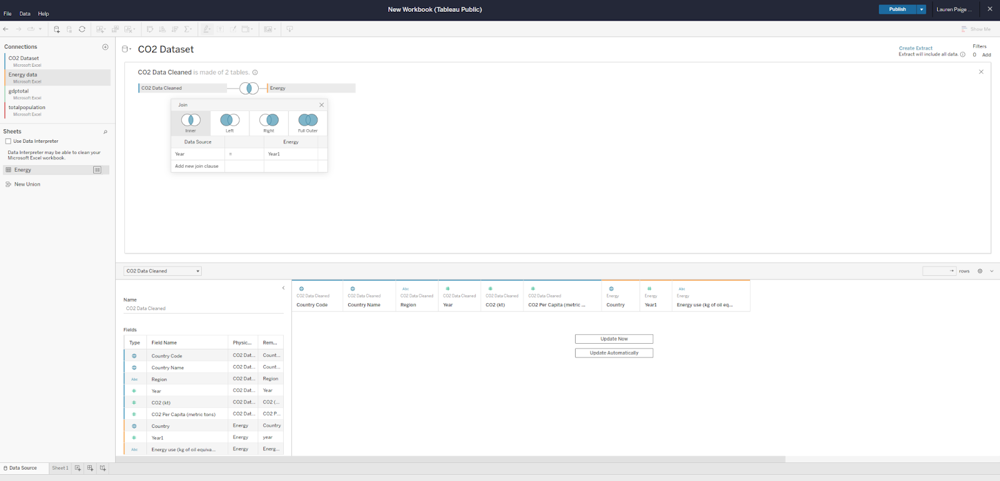 New Workbook (Tableau Public)
Publish
Lauren Paige ...
File Data Help
Show Me
Connections
CO2 Dataset
Microsoft Excel
Energy data
Microsoft Excel
gdptotal
Microsoft Excel
totalpopulation
Microsoft Excel
Sheets
Use Data Interpreter
Data Interpreter may be able to clean your
Microsoft Excel workbook.
Energy
New Union
CO2 Dataset
Create Extract
Extract will include all data.
Filters
0 Add
CO2 Data Cleaned is made of 2 tables.
CO2 Data Cleaned
Energy
Join
Inner Left Right Full Outer
Data Source Energy
Year = Year1
Add new join clause
CO2 Data Cleaned
rows
Name
CO2 Data Cleaned
Fields
Type Field Name Physic... Rem...
Country Code CO2 Dat... Count...
Country Name CO2 Dat... Count...
Abc Region CO2 Dat... Region
# Year CO2 Dat... Year
# CO2 (kt) CO2 Dat... CO2 (...
# CO2 Per Capita (metric tons) CO2 Dat... CO2 P...
Country Energy Country
# Year1 Energy year
Abc Energy use (kg of oil equiva... Energy Energ...
Abc # # # # Abc
CO2 Data Cleaned CO2 Data Cleaned CO2 Data Cleaned CO2 Data Cleaned CO2 Data Cleaned CO2 Data Cleaned Energy Energy Energy
Country Code Country Name Region Year CO2 (kt) CO2 Per Capita (metric ... Country Year1 Energy use (kg of oil eq...
Update Now
Update Automatically
Data Source Sheet 1